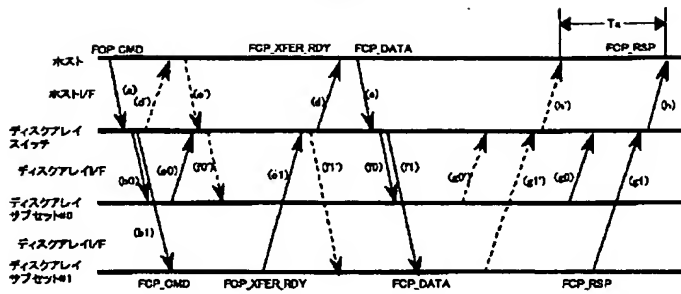 Ta
FCP_CMD FCP_XFER_RDY FCP_DATA FCP_RSP
ホスト
ホストI/F (a) (d') (e') (d) (e) (h') (h)
ディスクアレイ
スイッチ
ディスクアレイI/F (b0) (c0) (f0') (c1) (f1') (f0) (f1) (g0') (g1') (g0) (g1)
ディスクアレイ
サブセット#0
ディスクアレイI/F (b1)
ディスクアレイ
サブセット#1
FCP_CMD FCP_XFER_RDY FCP_DATA FCP_RSP